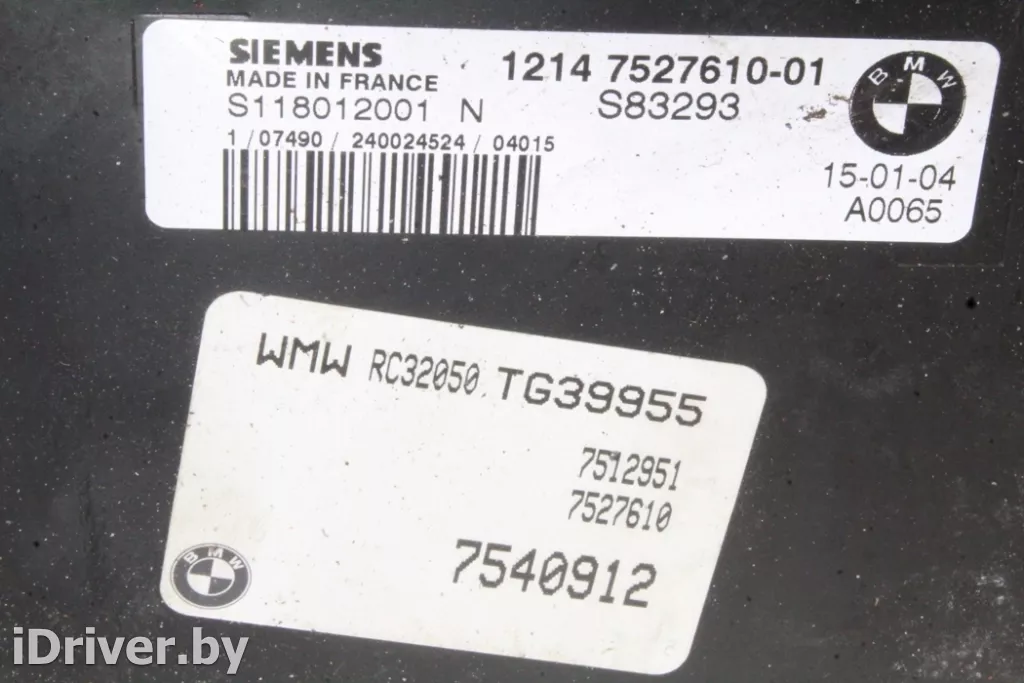 SIEMENS
MADE IN FRANCE
S118012001 N
1214 7527610-01
S83293
BMW
1/07490/240024524/04015
15-01-04
A0065
WMW RC32050 TG39955
7512951
7527610
7540912
BMW
iDriver.by